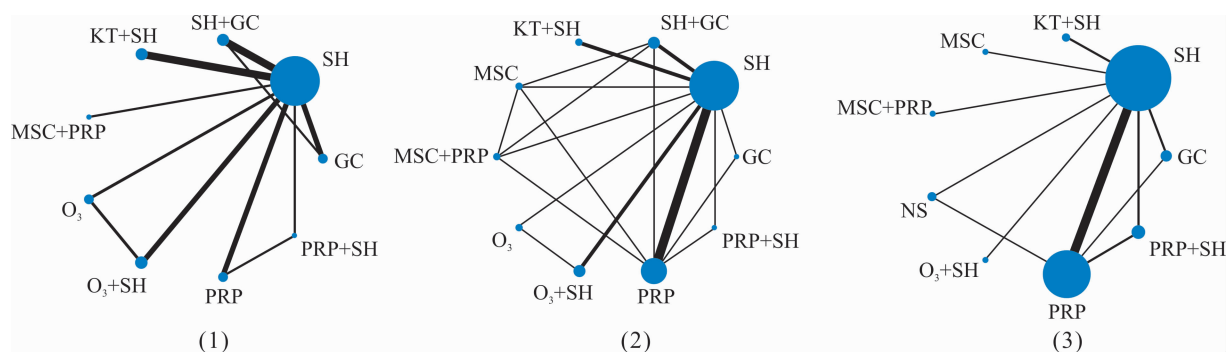 SH+GC
KT+SH
SH
MSC+PRP
GC
O₃
PRP+SH
O₃+SH
PRP
(1)
SH+GC
KT+SH
SH
MSC
MSC+PRP
GC
O₃
PRP+SH
O₃+SH
PRP
(2)
KT+SH
MSC
SH
MSC+PRP
GC
NS
PRP+SH
O₃+SH
PRP
(3)